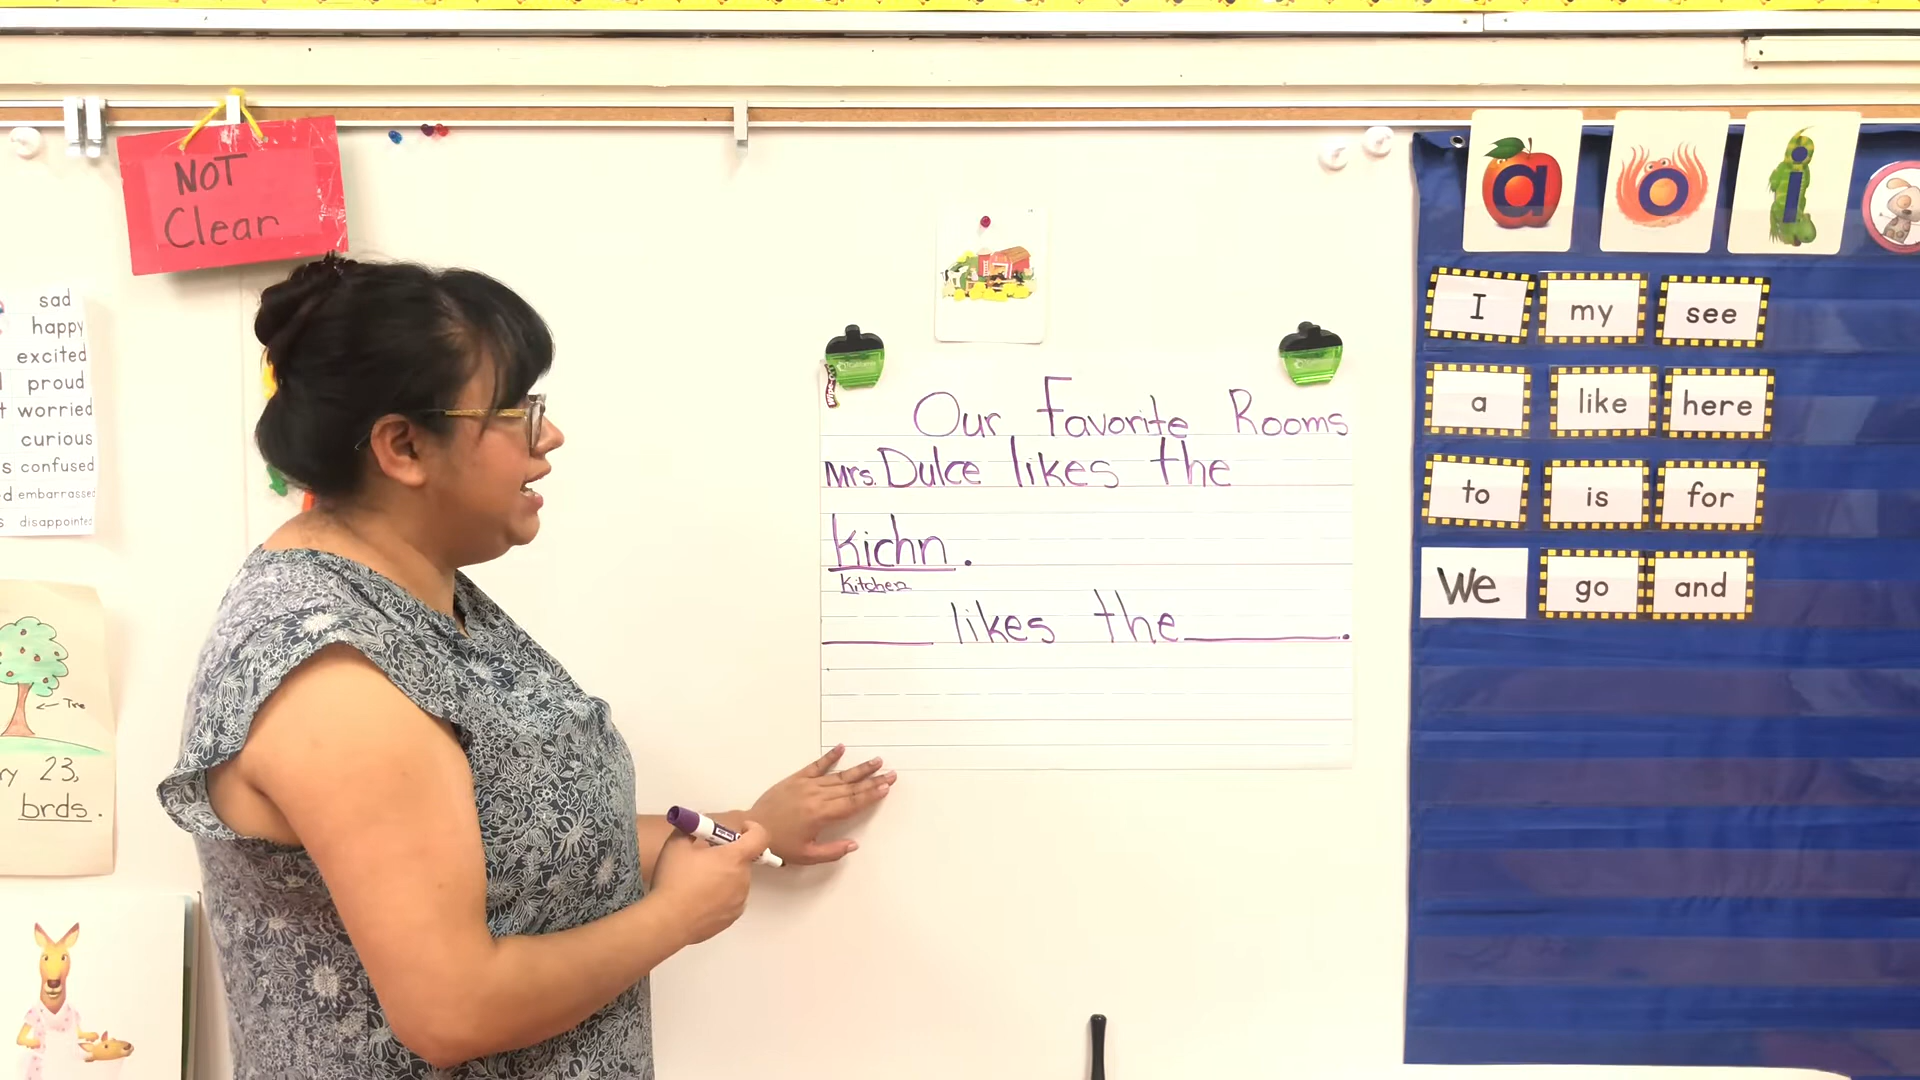 NOT
Clear
sad
happy
excited
proud
worried
curious
confused
embarrassed
disappointed
Tre
23,
brds.
Our Favorite Rooms
Mrs. Dulce likes the
kichn.
kitchen
likes the
a o i
I my see
a like here
to is for
We go and